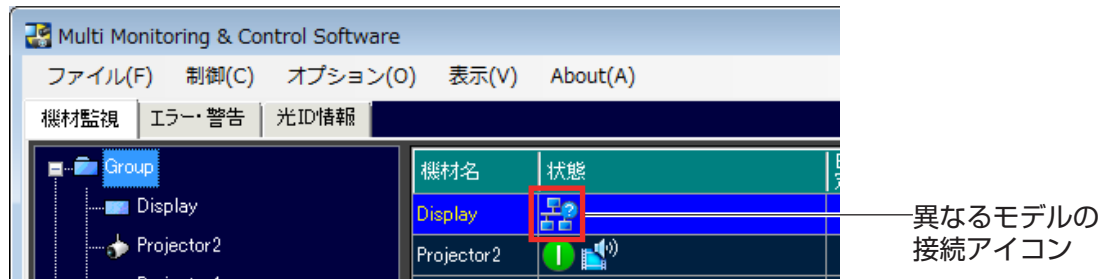 Multi Monitoring & Control Software
ファイル(F) 制御(C) オプション(O) 表示(V) About(A)
機材監視 エラー・警告 光ID情報
Group
Display
Projector2
機材名 状態
Display
Projector2
異なるモデルの
接続アイコン